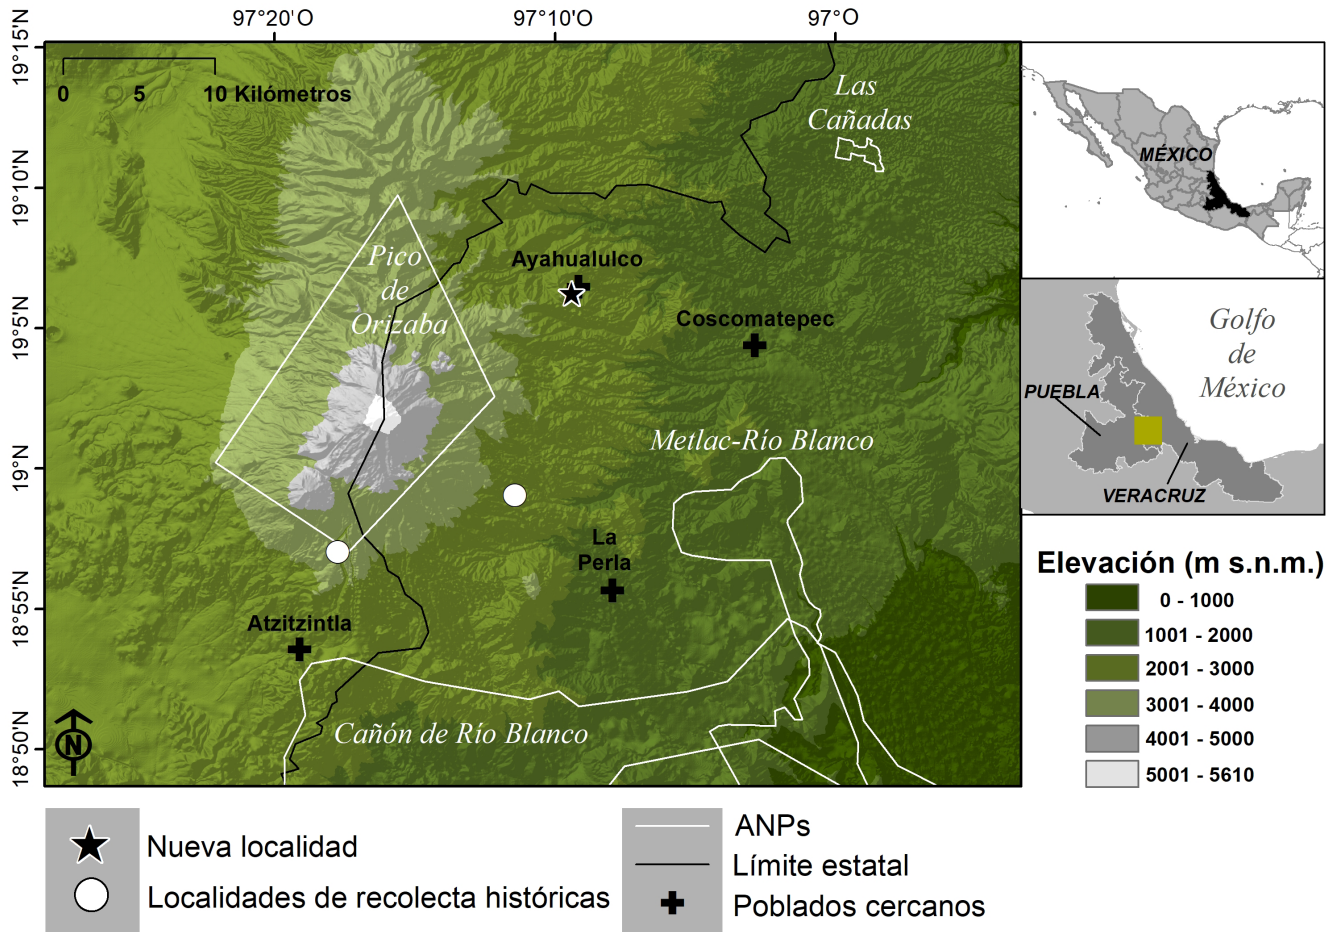 97°20'O
97°10'O
97°O
19°15'N
19°10'N
19°5'N
19°N
18°55'N
18°50'N
0 5 10 Kilómetros
Las
Cañadas
Pico
de
Orizaba
Ayahualulco
Coscomatepec
Metlac-Río Blanco
La
Perla
Atzitzintla
Cañón de Río Blanco
N
MÉXICO
Golfo
de
México
PUEBLA
VERACRUZ
Elevación (m s.n.m.)
0 - 1000
1001 - 2000
2001 - 3000
3001 - 4000
4001 - 5000
5001 - 5610
Nueva localidad
Localidades de recolecta históricas
ANPs
Límite estatal
Poblados cercanos